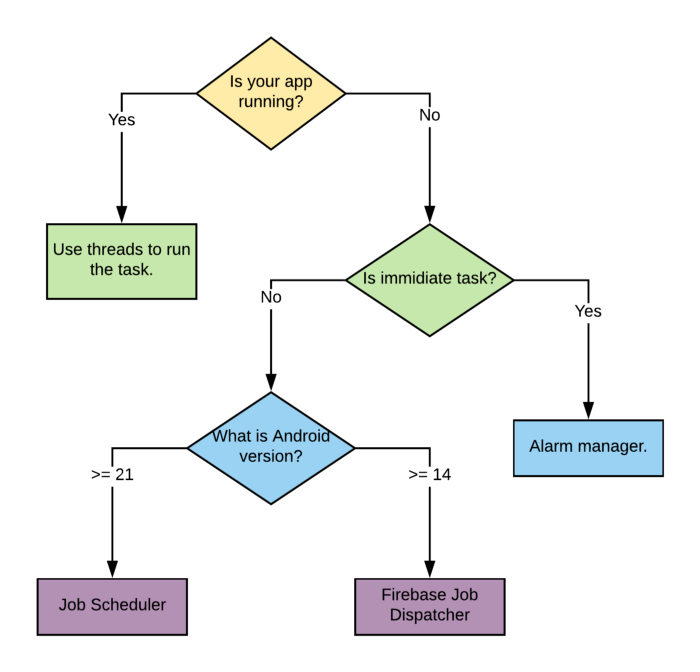 Is your app
running?
Yes
No
Use threads to run
the task.
Is immidiate task?
No
Yes
What is Android
version?
Alarm manager.
>= 21
>= 14
Job Scheduler
Firebase Job
Dispatcher